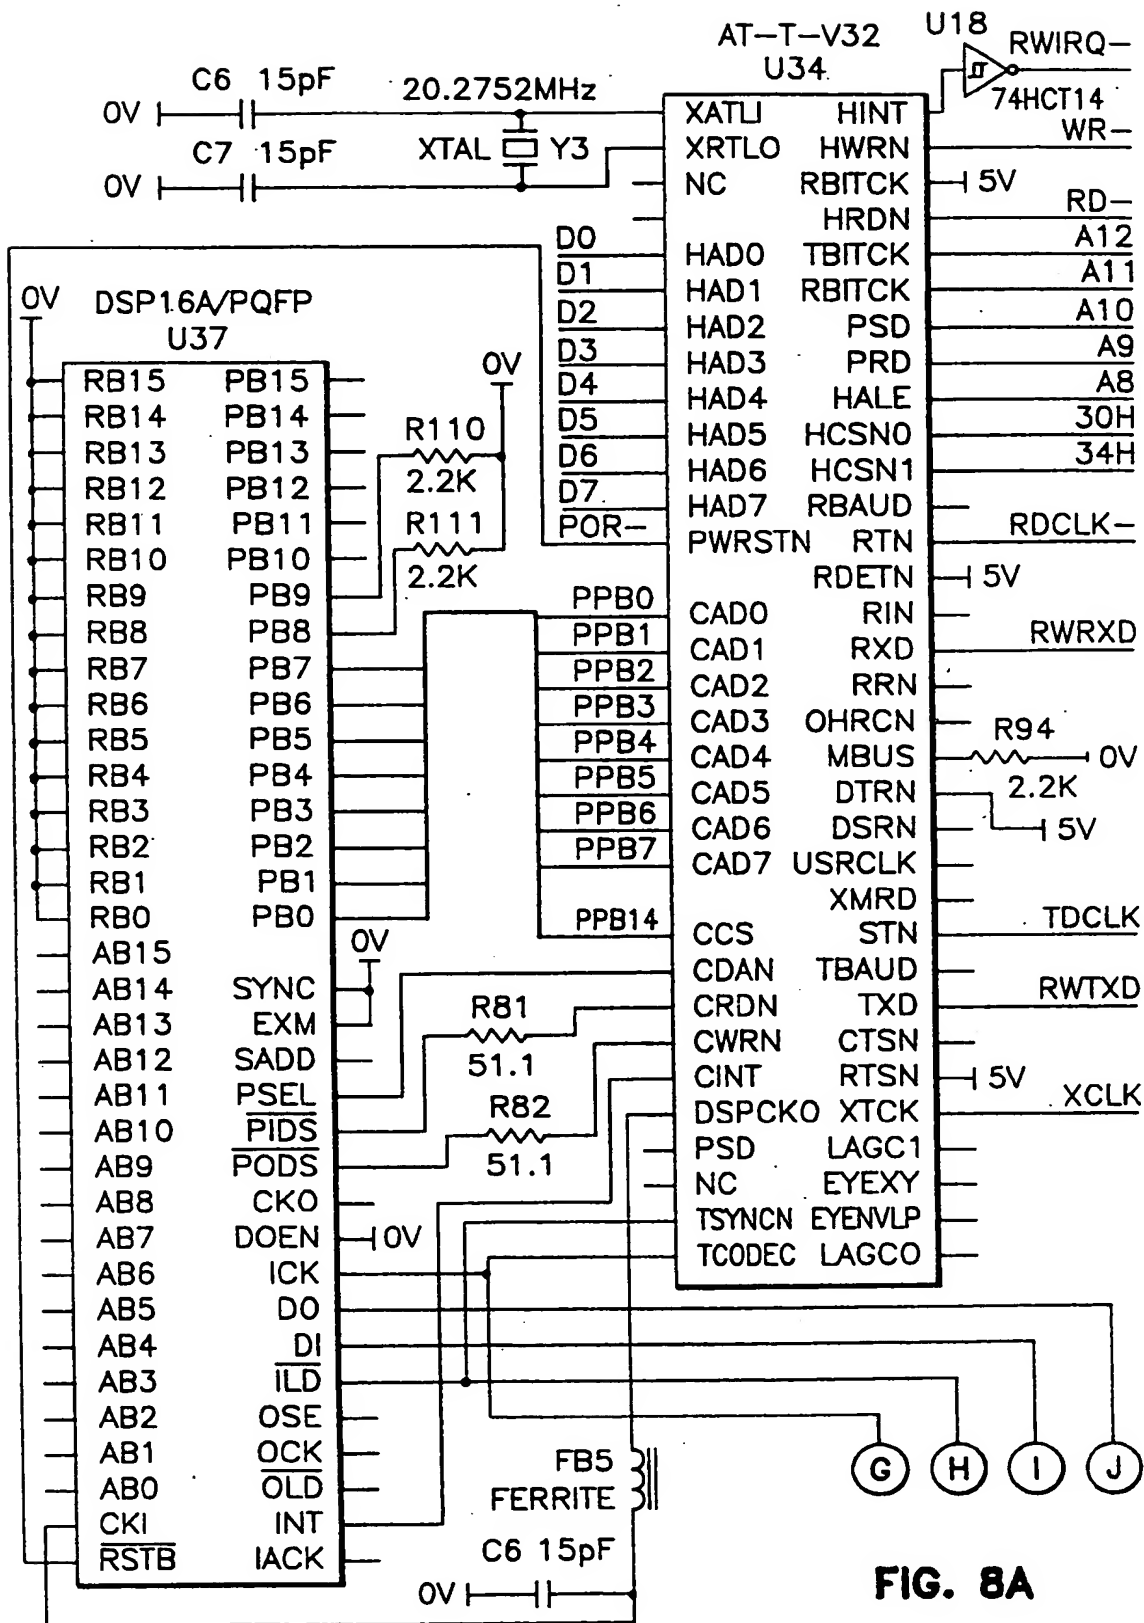 U18
AT-T-V32
U34
RWIRQ-
74HCT14
C6 15pF
20.2752MHz
0V
C7 15pF
XTAL Y3
0V
XATLI HINT
XRTLO HWRN WR-
NC RBITCK 5V
HRDN RD-
D0 HAD0 TBITCK A12
D1 HAD1 RBITCK A11
D2 HAD2 PSD A10
D3 HAD3 PRD A9
D4 HAD4 HALE A8
D5 HAD5 HCSN0 30H
D6 HAD6 HCSN1 34H
D7 HAD7 RBAUD
POR- PWRSTN RTN RDCLK-
RDETN 5V
PPB0 CAD0 RIN
PPB1 CAD1 RXD RWRXD
PPB2 CAD2 RRN
PPB3 CAD3 OHRCN
PPB4 CAD4 MBUS R94 2.2K 0V
PPB5 CAD5 DTRN 5V
PPB6 CAD6 DSRN
PPB7 CAD7 USRCLK
XMRD
PPB14 CCS STN TDCLK
CDAN TBAUD
CRDN TXD RWTXD
CWRN CTSN
CINT RTSN 5V
DSPCKO XTCK XCLK
PSD LAGC1
NC EYEXY
TSYNCN EYENVLP
TCODEC LAGCO
0V
DSP16A/PQFP
U37
RB15 PB15
RB14 PB14
RB13 PB13
RB12 PB12
RB11 PB11
RB10 PB10
RB9 PB9
RB8 PB8
RB7 PB7
RB6 PB6
RB5 PB5
RB4 PB4
RB3 PB3
RB2 PB2
RB1 PB1
RB0 PB0
AB15
AB14 SYNC
AB13 EXM
AB12 SADD
AB11 PSEL
AB10 PIDS
AB9 PODS
AB8 CKO
AB7 DOEN 0V
AB6 ICK
AB5 DO
AB4 DI
AB3 ILD
AB2 OSE
AB1 OCK
AB0 OLD
CKI INT
RSTB IACK
0V
R110
2.2K
R111
2.2K
0V
R81
51.1
R82
51.1
FB5
FERRITE
C6 15pF
0V
G H I J
FIG. 8A